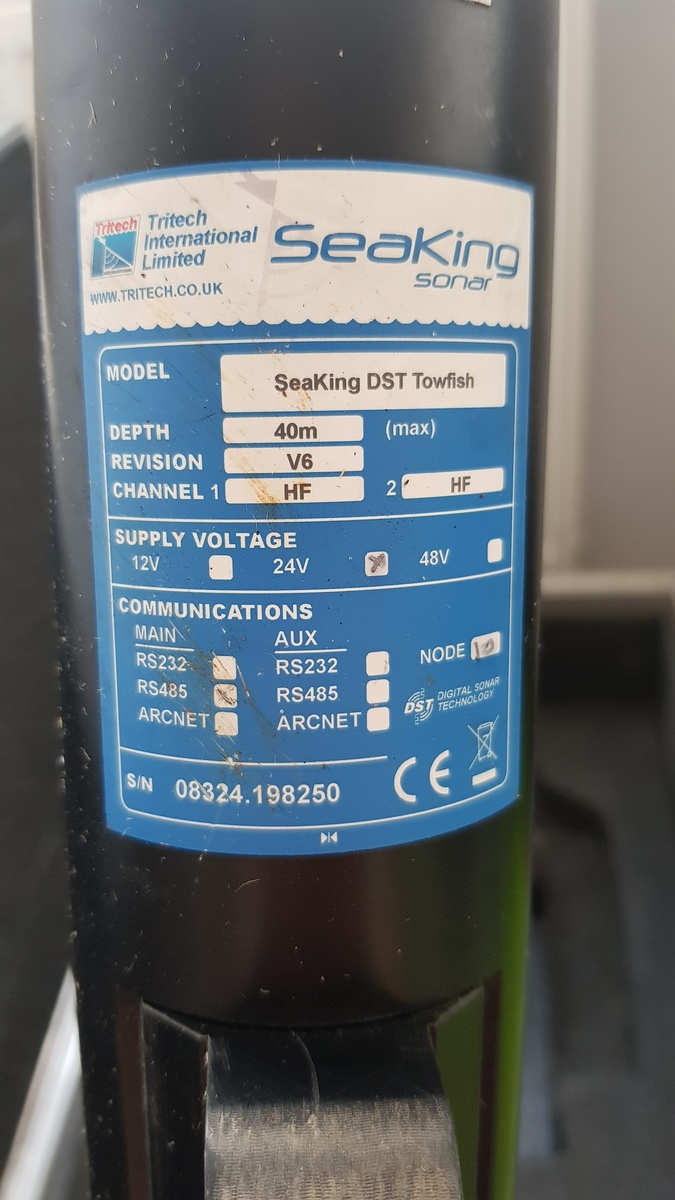 Tritech
Tritech
International
Limited
SeaKing
sonar
WWW.TRITECH.CO.UK
MODEL SeaKing DST Towfish
DEPTH 40m (max)
REVISION V6
CHANNEL 1 HF 2 HF
SUPPLY VOLTAGE
12V 24V 48V
COMMUNICATIONS
MAIN AUX
RS232 RS232 NODE 10
RS485 RS485
ARCNET ARCNET
DST DIGITAL SONAR
TECHNOLOGY
S/N 08324.198250 CE